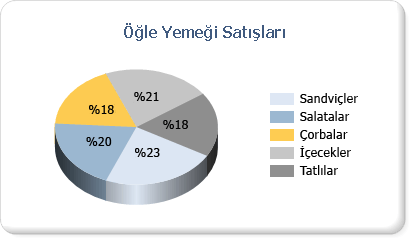 Öğle Yemeği Satışları
%21
%18
%18
%20
%23
Sandviçler
Salatalar
Çorbalar
İçecekler
Tatlılar